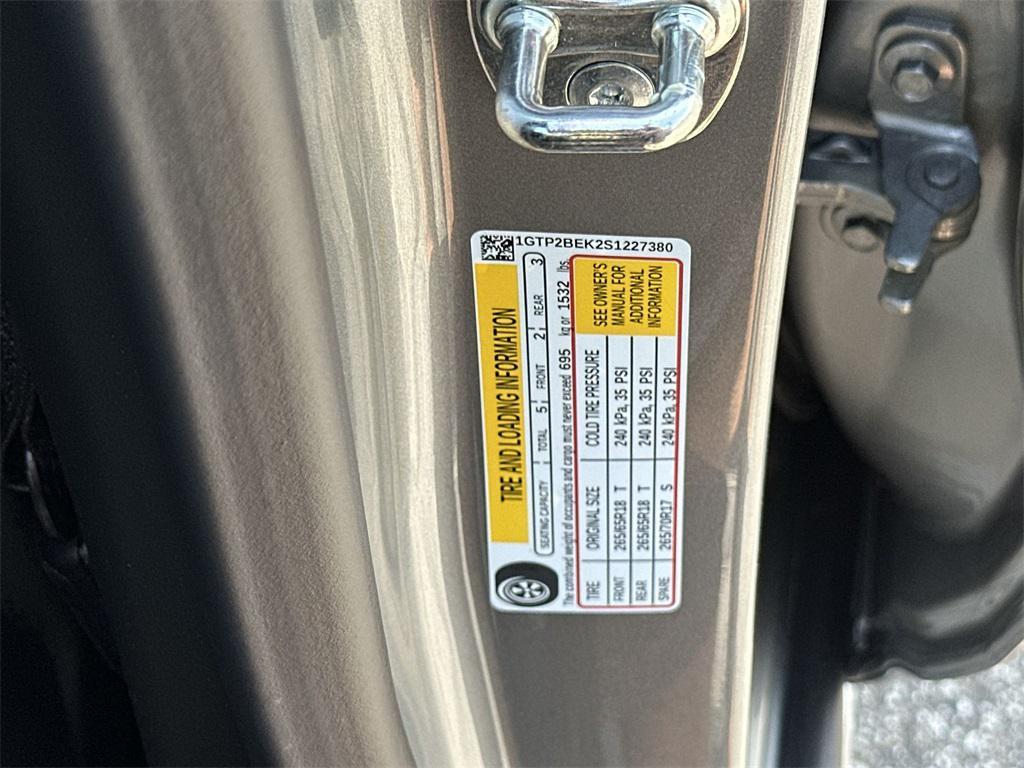 1GTP2BEK2S1227380
TIRE AND LOADING INFORMATION
SEATING CAPACITY TOTAL 5 FRONT 2 REAR 3
The combined weight of occupants and cargo must never exceed 695 kg or 1532 lbs.
TIRE ORIGINAL SIZE COLD TIRE PRESSURE
FRONT 265/65R18 T 240 kPa, 35 PSI
REAR 265/65R18 T 240 kPa, 35 PSI
SPARE 265/70R17 S 240 kPa, 35 PSI
SEE OWNER'S
MANUAL FOR
ADDITIONAL
INFORMATION